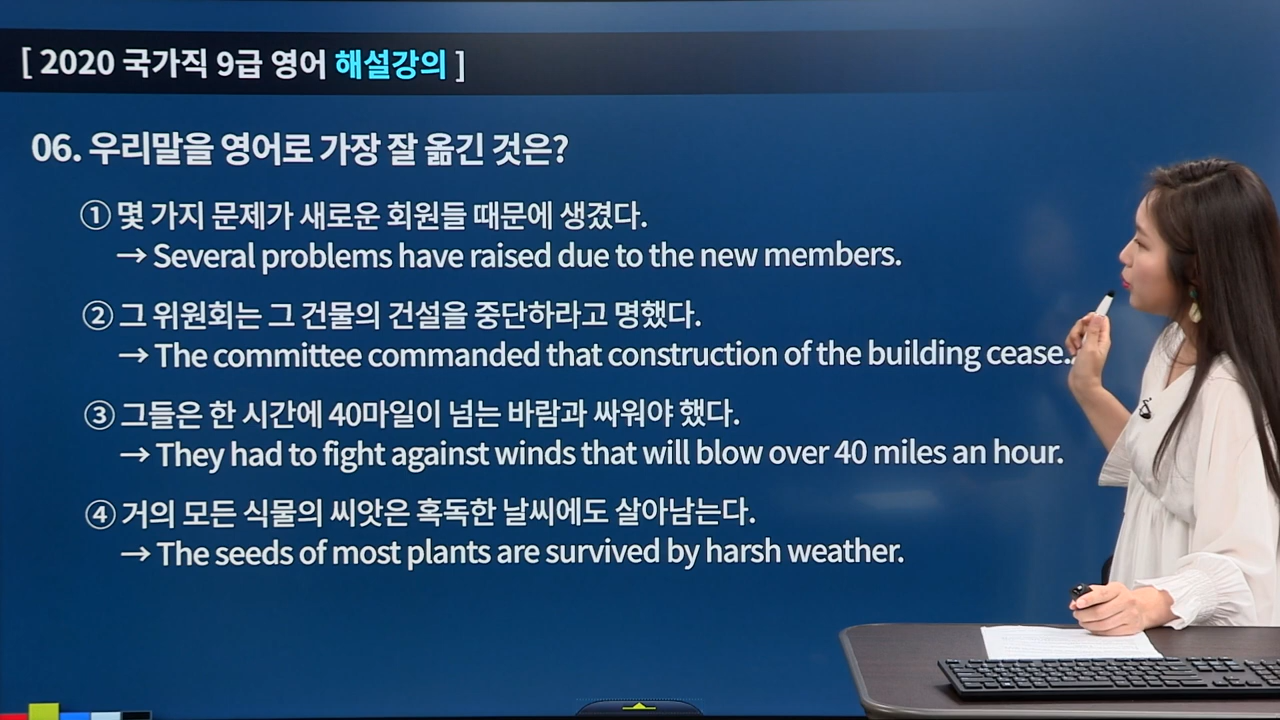 [ 2020 국가직 9급 영어 해설강의 ]
06. 우리말을 영어로 가장 잘 옮긴 것은?
① 몇 가지 문제가 새로운 회원들 때문에 생겼다.
→ Several problems have raised due to the new members.
② 그 위원회는 그 건물의 건설을 중단하라고 명했다.
→ The committee commanded that construction of the building cease.
③ 그들은 한 시간에 40마일이 넘는 바람과 싸워야 했다.
→ They had to fight against winds that will blow over 40 miles an hour.
④ 거의 모든 식물의 씨앗은 혹독한 날씨에도 살아남는다.
→ The seeds of most plants are survived by harsh weather.